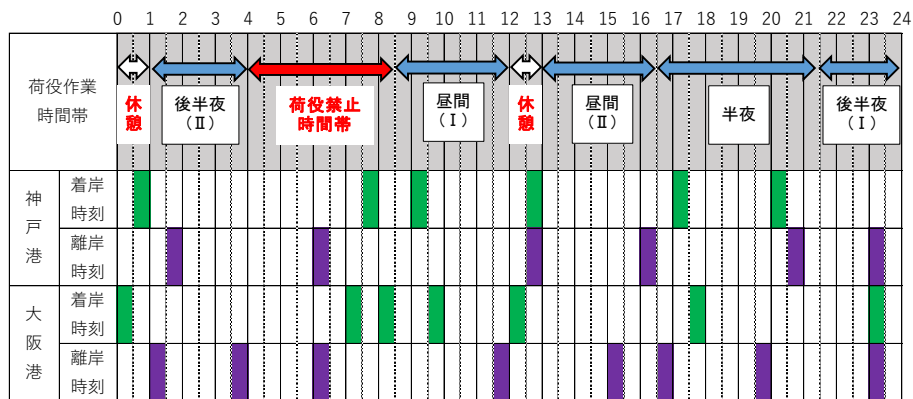 0 1 2 3 4 5 6 7 8 9 10 11 12 13 14 15 16 17 18 19 20 21 22 23 24
荷役作業
時間帯
休
憩
後半夜
(Ⅱ)
荷役禁止
時間帯
昼間
(Ⅰ)
休
憩
昼間
(Ⅱ)
半夜
後半夜
(Ⅰ)
神
戸
港
着岸
時刻
離岸
時刻
大
阪
港
着岸
時刻
離岸
時刻